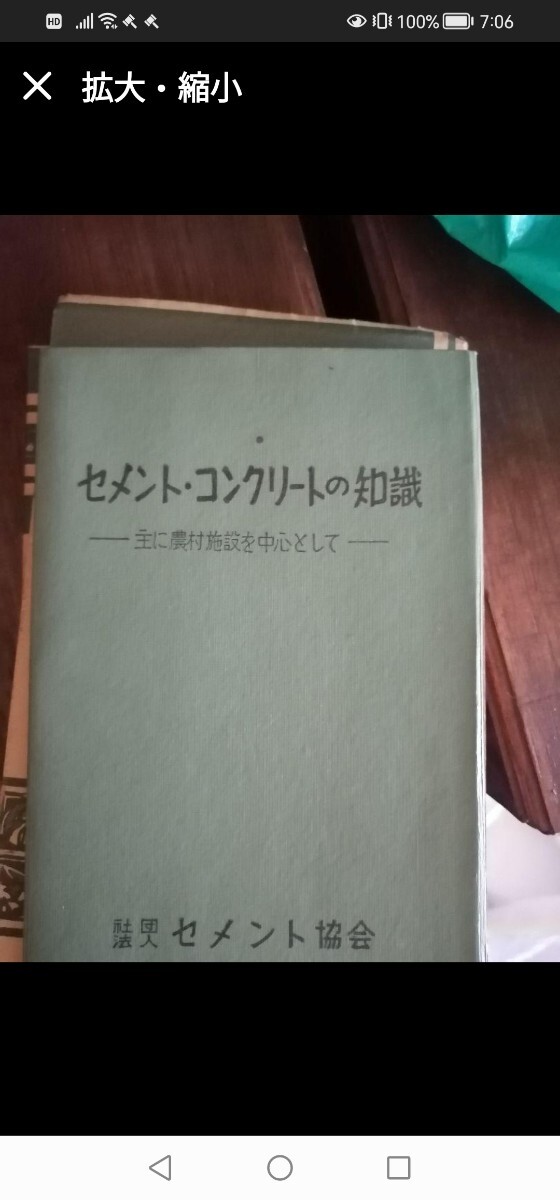 HD
100%
7:06
拡大・縮小
セメント・コンクリートの知識
── 主に農村施設を中心として ──
社団法人 セメント協会